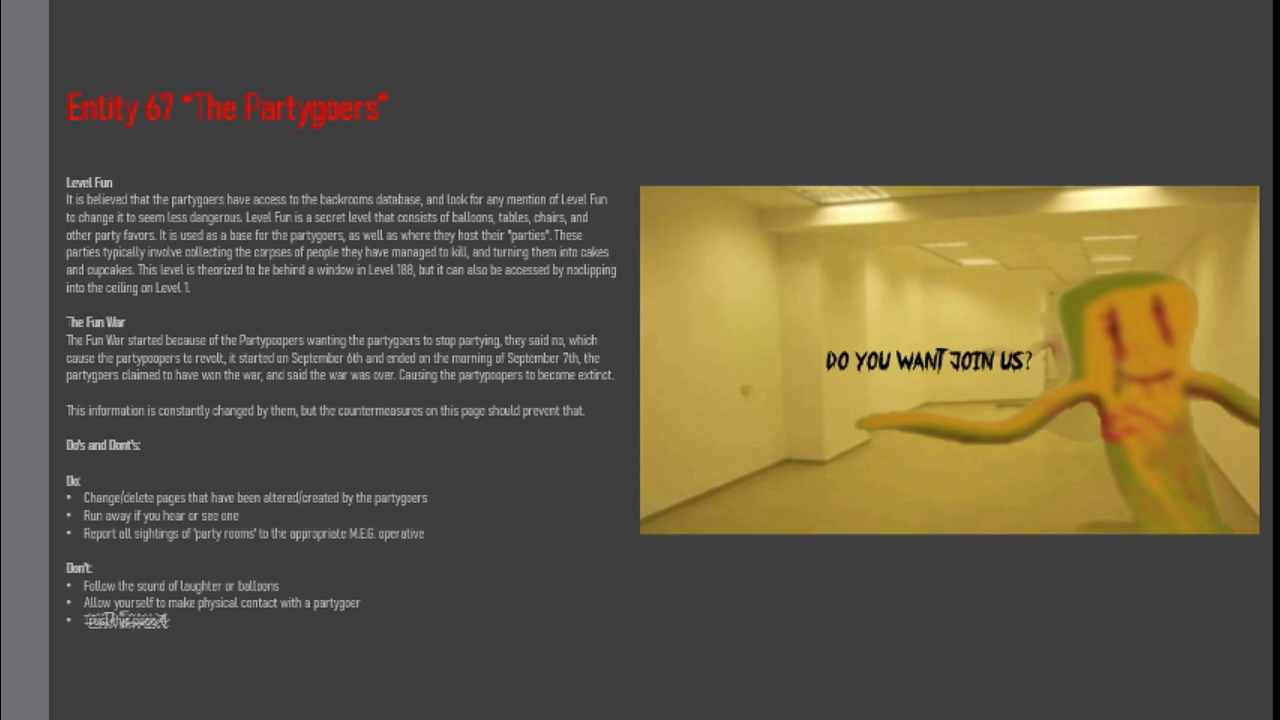 Entity 67 "The Partygoers"
Level Fun
It is believed that the partygoers have access to the backrooms database, and look for any mention of Level Fun
to change it to seem less dangerous. Level Fun is a secret level that consists of balloons, tables, chairs, and
other party favors. It is used as a base for the partygoers, as well as where they host their "parties". These
parties typically involve collecting the corpses of people they have managed to kill, and turning them into cakes
and cupcakes. This level is theorized to be behind a window in Level 188, but it can also be accessed by noclipping
into the ceiling on Level 1.
The Fun War
The Fun War started because of the Partypoopers wanting the partygoers to stop partying, they said no, which
cause the partypoopers to revolt, it started on September 6th and ended on the morning of September 7th, the
partygoers claimed to have won the war, and said the war was over. Causing the partypoopers to become extinct.
This information is constantly changed by them, but the countermeasures on this page should prevent that.
Do's and Dont's:
Do:
• Change/delete pages that have been altered/created by the partygoers
• Run away if you hear or see one
• Report all sightings of 'party rooms' to the appropriate M.E.G. operative
Don't:
• Follow the sound of laughter or balloons
• Allow yourself to make physical contact with a partygoer
DO YOU WANT JOIN US?